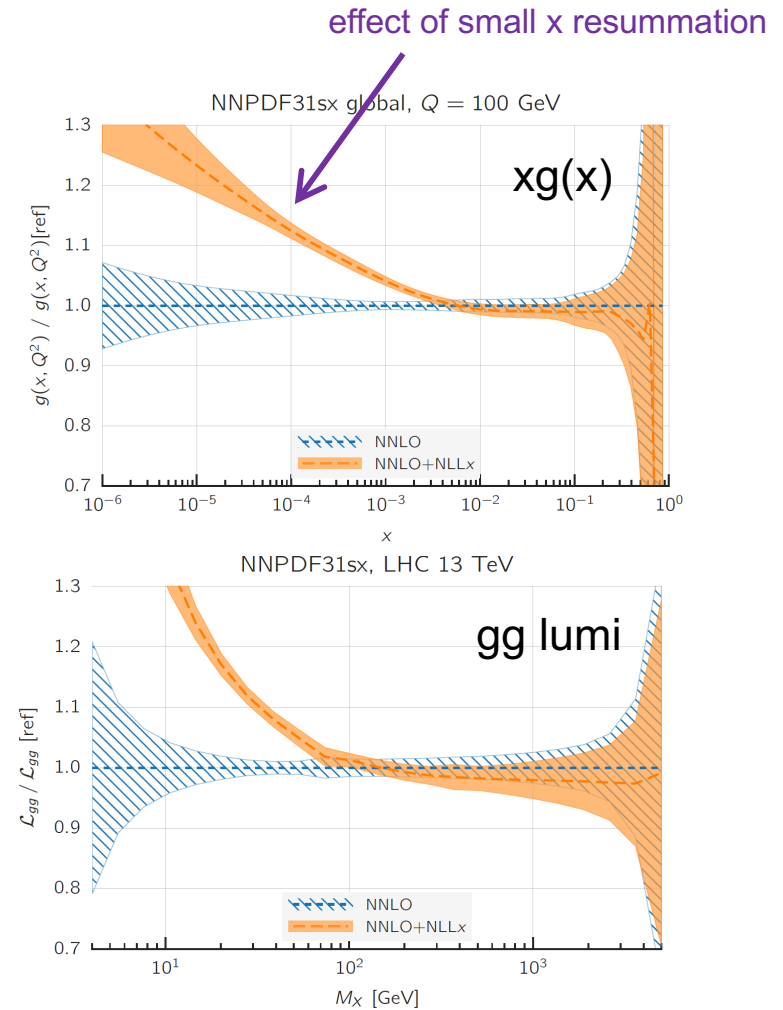 effect of small x resummation
NNPDF31sx global, Q = 100 GeV
xg(x)
g(x, Q²) / g(x, Q²)[ref]
1.3
1.2
1.1
1.0
0.9
0.8
0.7
NNLO
NNLO+NLLx
10⁻⁶ 10⁻⁵ 10⁻⁴ 10⁻³ 10⁻² 10⁻¹ 10⁰
x
NNPDF31sx, LHC 13 TeV
gg lumi
ℒgg / ℒgg [ref]
1.3
1.2
1.1
1.0
0.9
0.8
0.7
NNLO
NNLO+NLLx
10¹ 10² 10³
Mₓ [GeV]